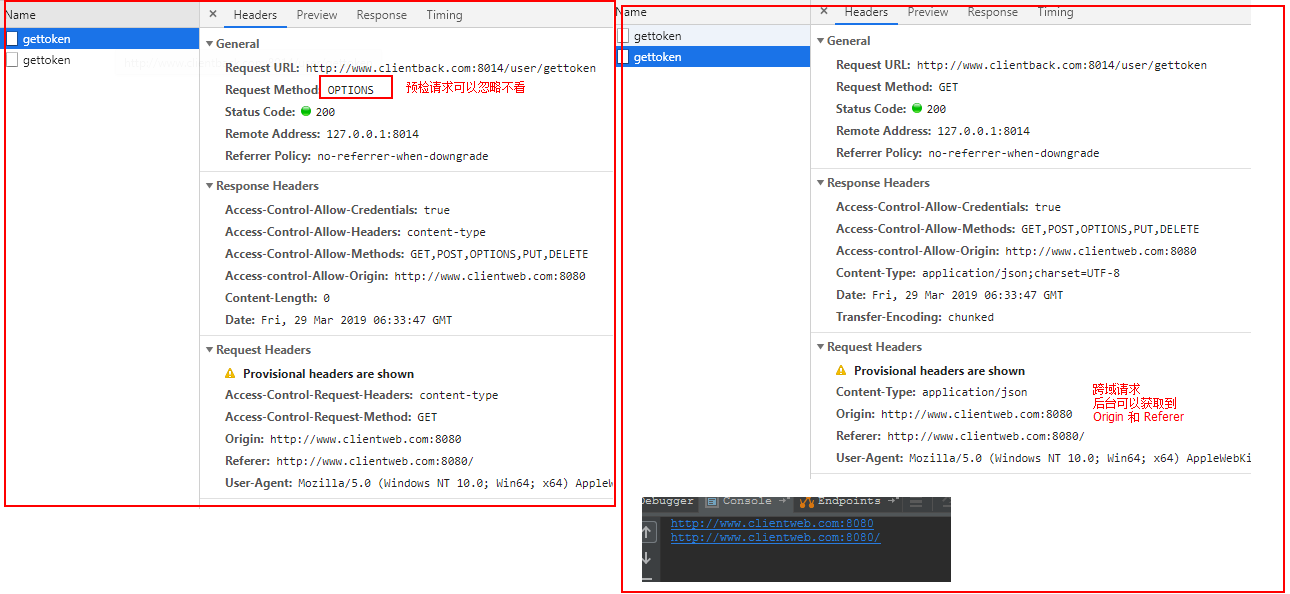 Name
× Headers Preview Response Timing
gettoken
gettoken
General
Request URL: http://www.clientback.com:8014/user/gettoken
Request Method: OPTIONS 预检请求可以忽略不看
Status Code: 200
Remote Address: 127.0.0.1:8014
Referrer Policy: no-referrer-when-downgrade
Response Headers
Access-Control-Allow-Credentials: true
Access-Control-Allow-Headers: content-type
Access-Control-Allow-Methods: GET,POST,OPTIONS,PUT,DELETE
Access-control-Allow-Origin: http://www.clientweb.com:8080
Content-Length: 0
Date: Fri, 29 Mar 2019 06:33:47 GMT
Request Headers
Provisional headers are shown
Access-Control-Request-Headers: content-type
Access-Control-Request-Method: GET
Origin: http://www.clientweb.com:8080
Referer: http://www.clientweb.com:8080/
User-Agent: Mozilla/5.0 (Windows NT 10.0; Win64; x64) AppleW
Name
× Headers Preview Response Timing
gettoken
gettoken
General
Request URL: http://www.clientback.com:8014/user/gettoken
Request Method: GET
Status Code: 200
Remote Address: 127.0.0.1:8014
Referrer Policy: no-referrer-when-downgrade
Response Headers
Access-Control-Allow-Credentials: true
Access-Control-Allow-Methods: GET,POST,OPTIONS,PUT,DELETE
Access-control-Allow-Origin: http://www.clientweb.com:8080
Content-Type: application/json;charset=UTF-8
Date: Fri, 29 Mar 2019 06:33:47 GMT
Transfer-Encoding: chunked
Request Headers
Provisional headers are shown
Content-Type: application/json
Origin: http://www.clientweb.com:8080
Referer: http://www.clientweb.com:8080/
User-Agent: Mozilla/5.0 (Windows NT 10.0; Win64; x64) AppleWebKi
跨域请求
后台可以获取到
Origin 和 Referer
Debugger Console Endpoints
http://www.clientweb.com:8080
http://www.clientweb.com:8080/